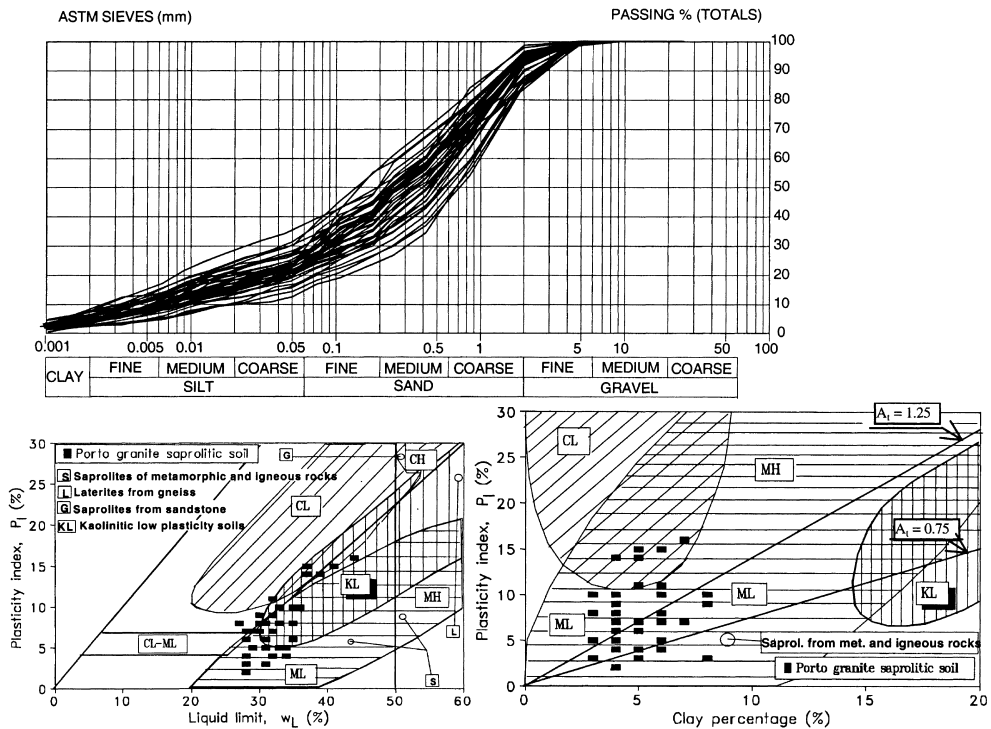 ASTM SIEVES (mm) PASSING % (TOTALS)
100
90
80
70
60
50
40
30
20
10
0
0.001 0.005 0.01 0.05 0.1 0.5 1 5 10 50 100
CLAY FINE MEDIUM COARSE FINE MEDIUM COARSE FINE MEDIUM COARSE
SILT SAND GRAVEL
30
25
20
15
10
5
0
Plasticity index, PI (%)
Porto granite saprolitic soil
S Saprolites of metamorphic and igneous rocks
L Laterites from gneiss
G Saprolites from sandstone
KL Kaolinitic low plasticity soils
G
CH
CL
KL
MH
CL-ML
ML
L
S
0 10 20 30 40 50 60
Liquid limit, wL (%)
30
25
20
15
10
5
0
Plasticity index, PI (%)
At = 1.25
CL
MH
At = 0.75
ML
KL
ML
Saprol. from met. and igneous rocks
Porto granite saprolitic soil
0 5 10 15 20
Clay percentage (%)